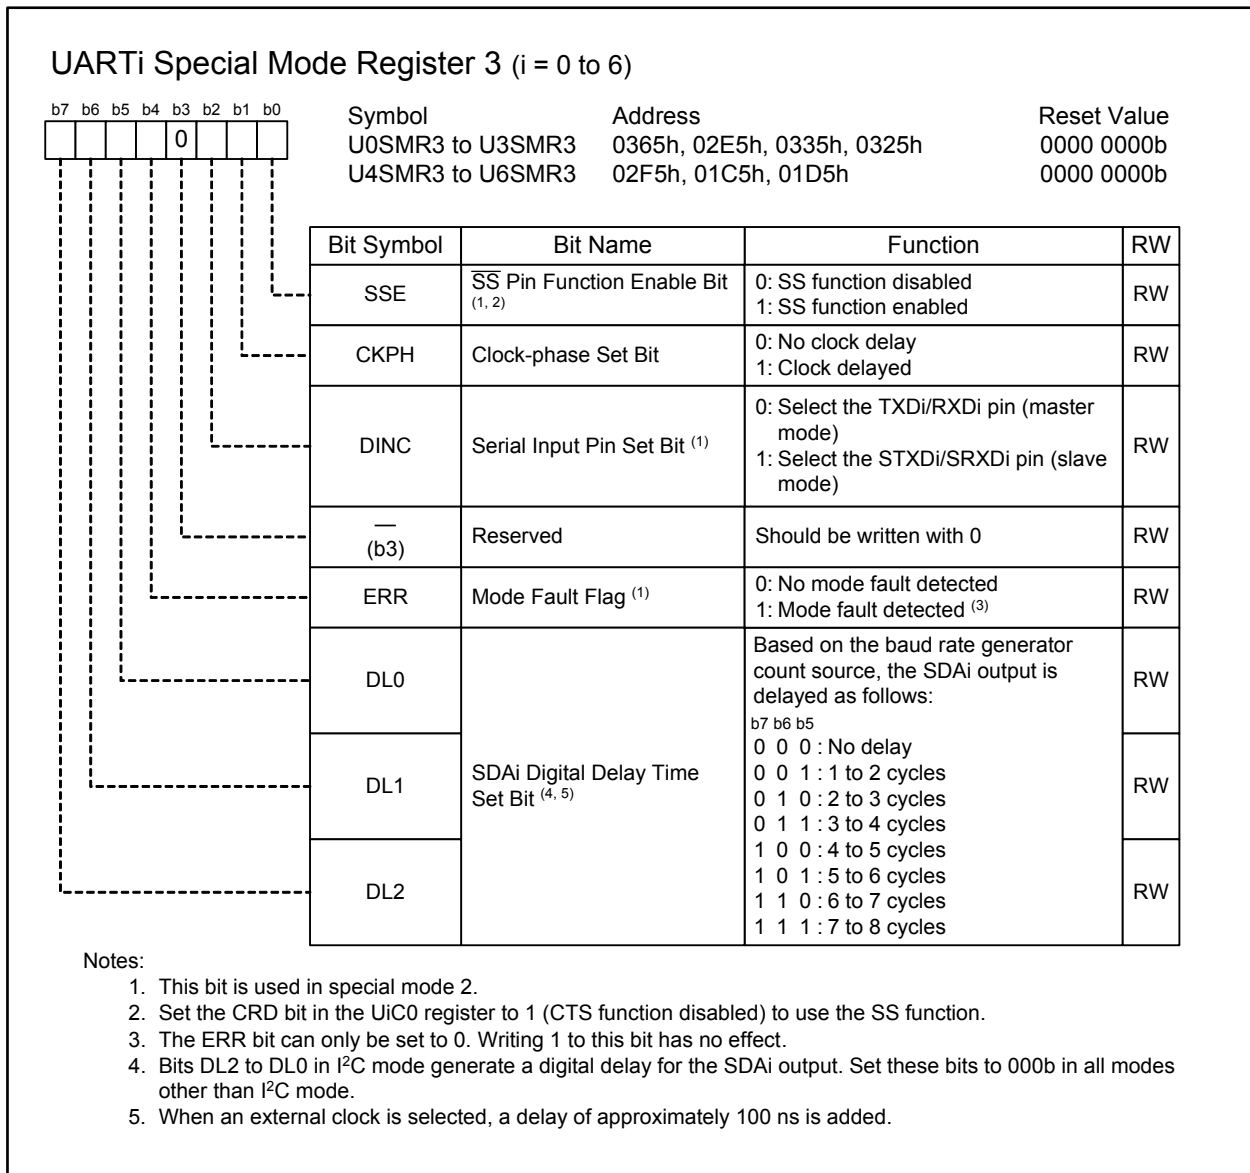 UARTi Special Mode Register 3 (i = 0 to 6)
b7 b6 b5 b4 b3 b2 b1 b0
0
Symbol Address Reset Value
U0SMR3 to U3SMR3 0365h, 02E5h, 0335h, 0325h 0000 0000b
U4SMR3 to U6SMR3 02F5h, 01C5h, 01D5h 0000 0000b
Bit Symbol Bit Name Function RW
SSE SS Pin Function Enable Bit (1, 2) 0: SS function disabled RW
1: SS function enabled
CKPH Clock-phase Set Bit 0: No clock delay RW
1: Clock delayed
DINC Serial Input Pin Set Bit (1) 0: Select the TXDi/RXDi pin (master
mode)
1: Select the STXDi/SRXDi pin (slave
mode) RW
— (b3) Reserved Should be written with 0 RW
ERR Mode Fault Flag (1) 0: No mode fault detected RW
1: Mode fault detected (3)
DL0 Based on the baud rate generator
count source, the SDAi output is RW
delayed as follows:
b7 b6 b5
0 0 0 : No delay
DL1 SDAi Digital Delay Time 0 0 1 : 1 to 2 cycles RW
Set Bit (4, 5) 0 1 0 : 2 to 3 cycles
0 1 1 : 3 to 4 cycles
1 0 0 : 4 to 5 cycles
DL2 1 0 1 : 5 to 6 cycles RW
1 1 0 : 6 to 7 cycles
1 1 1 : 7 to 8 cycles
Notes:
1. This bit is used in special mode 2.
2. Set the CRD bit in the UiC0 register to 1 (CTS function disabled) to use the SS function.
3. The ERR bit can only be set to 0. Writing 1 to this bit has no effect.
4. Bits DL2 to DL0 in I²C mode generate a digital delay for the SDAi output. Set these bits to 000b in all modes
other than I²C mode.
5. When an external clock is selected, a delay of approximately 100 ns is added.